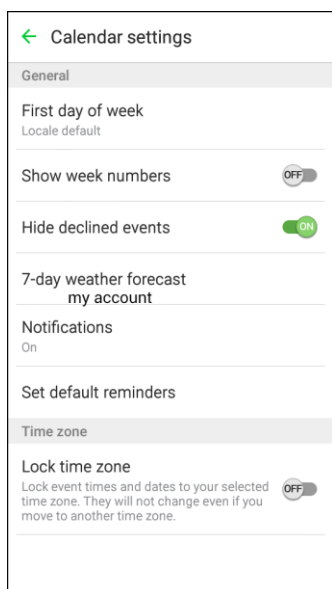 Calendar settings
General
First day of week
Locale default
Show week numbers
OFF
Hide declined events
ON
7-day weather forecast
my account
Notifications
On
Set default reminders
Time zone
Lock time zone
Lock event times and dates to your selected
time zone. They will not change even if you
move to another time zone.
OFF